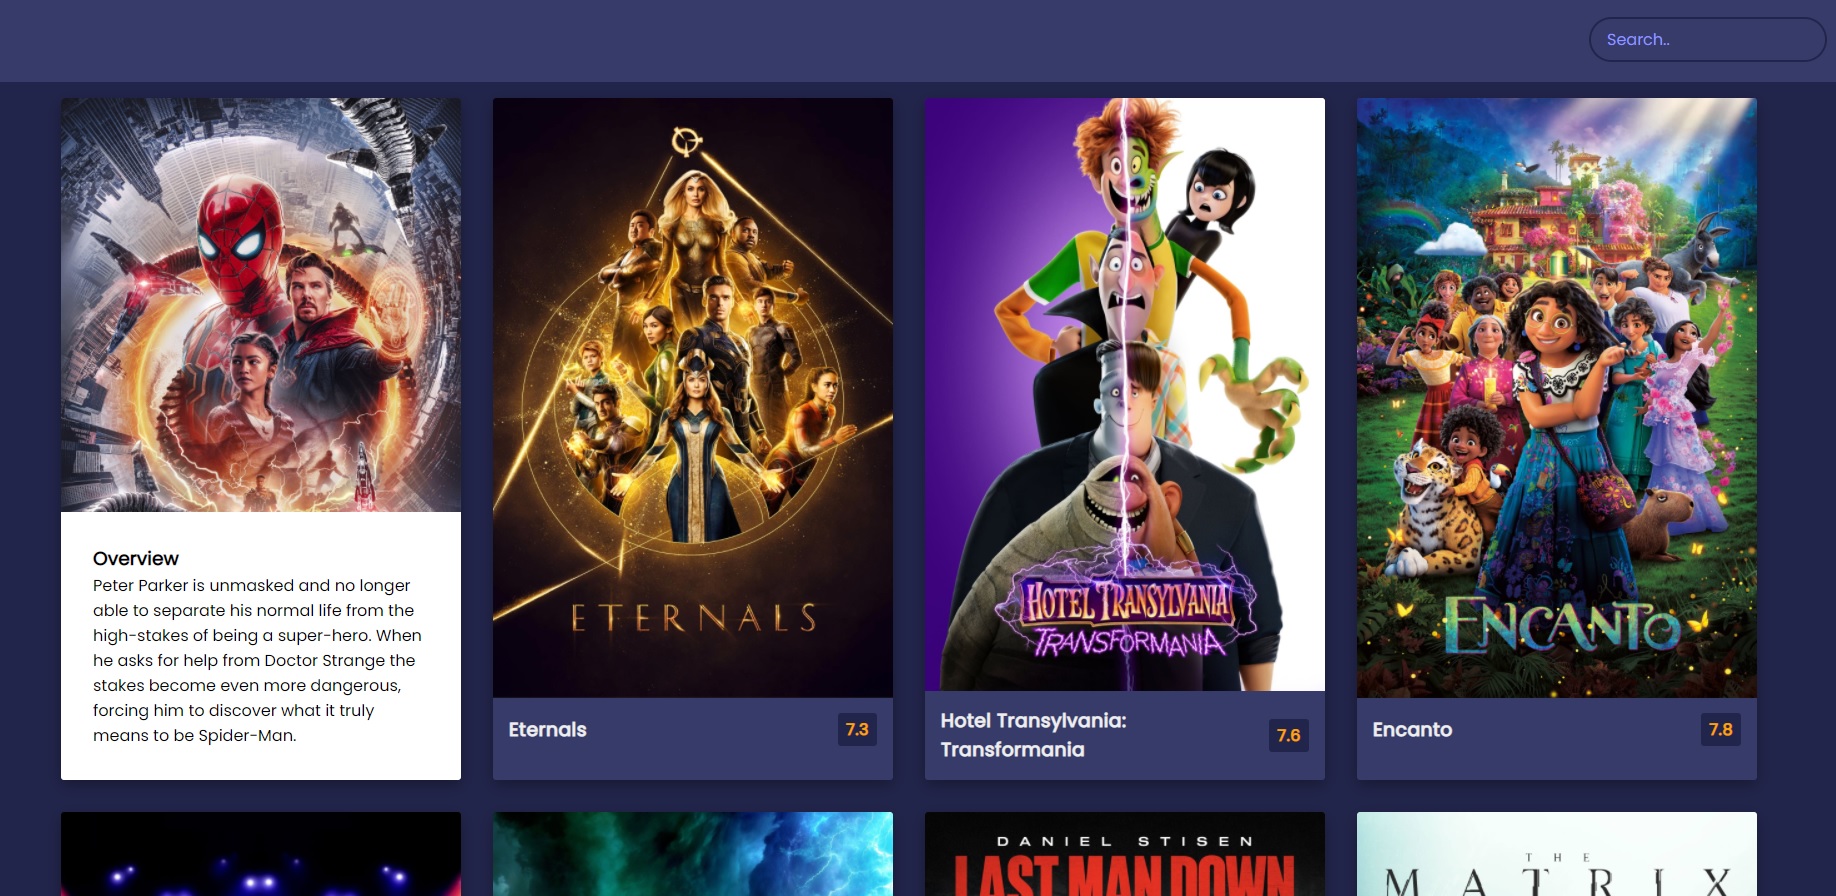 Search..
Overview
Peter Parker is unmasked and no longer
able to separate his normal life from the
high-stakes of being a super-hero. When
he asks for help from Doctor Strange the
stakes become even more dangerous,
forcing him to discover what it truly
means to be Spider-Man.
ETERNALS
Eternals
7.3
HOTEL TRANSYLVANIA
TRANSFORMANIA
Hotel Transylvania:
Transformania
7.6
ENCANTO
Encanto
7.8
DANIEL STISEN
LAST MAN DOWN
THE
MATRIX